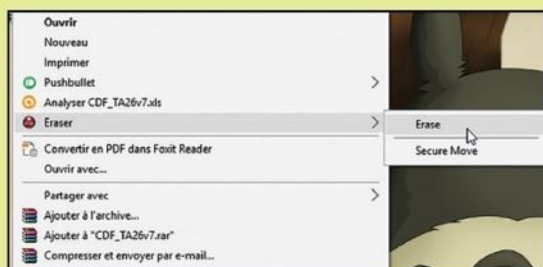 Ouvrir
Nouveau
Imprimer
Pushbullet
Analyser CDF_TA26v7.xls
Eraser
Erase
Secure Move
Convertir en PDF dans Foxit Reader
Ouvrir avec...
Partager avec
Ajouter à l'archive...
Ajouter à "CDF_TA26v7.rar"
Compresser et envoyer par e-mail...